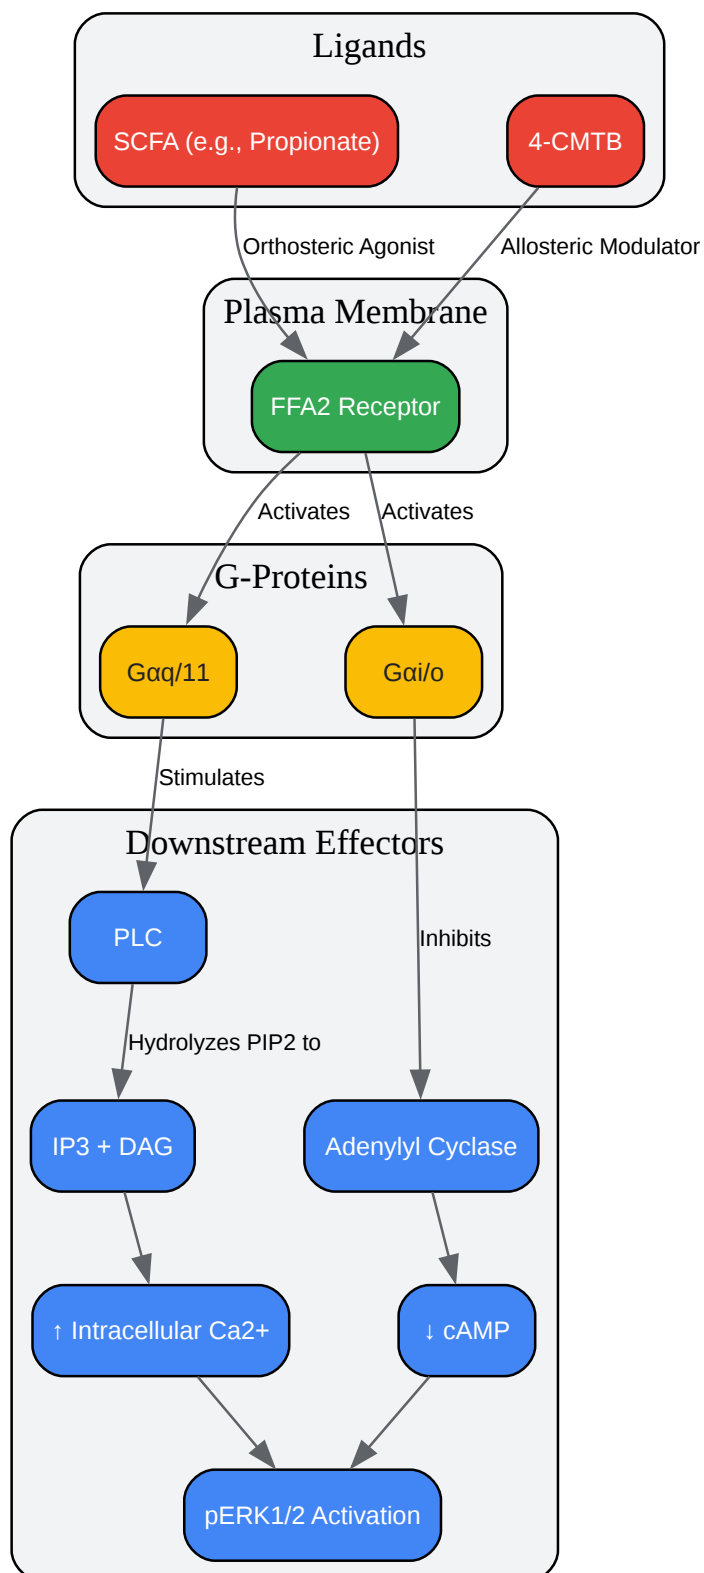 Ligands
SCFA (e.g., Propionate)
4-CMTB
Orthosteric Agonist
Allosteric Modulator
Plasma Membrane
FFA2 Receptor
Activates
Activates
G-Proteins
Gαq/11
Gαi/o
Stimulates
Downstream Effectors
PLC
Inhibits
Hydrolyzes PIP2 to
IP3 + DAG
Adenylyl Cyclase
↑ Intracellular Ca2+
↓ cAMP
pERK1/2 Activation